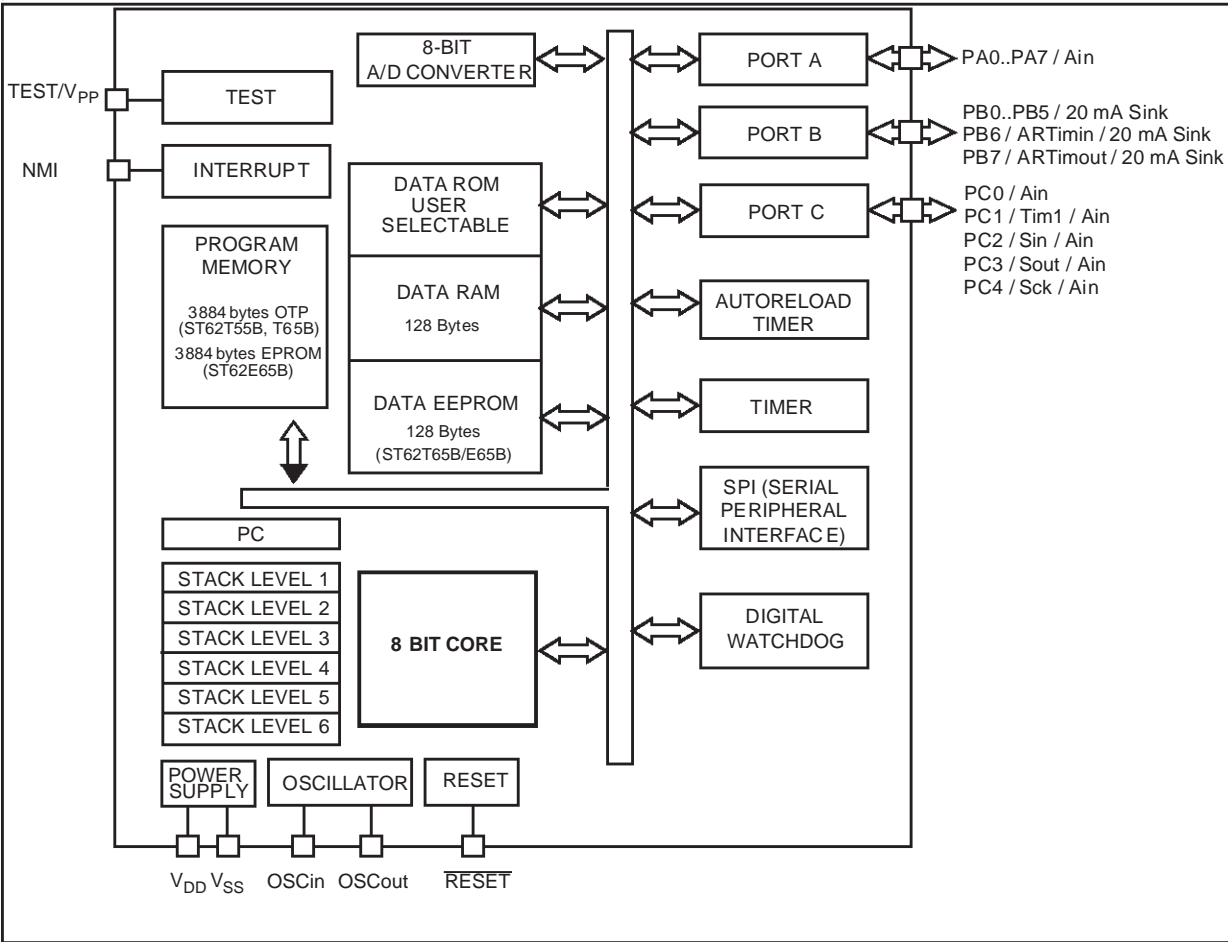 8-BIT
A/D CONVERTER
PORT A
PA0..PA7 / Ain
TEST/VPP
TEST
PORT B
PB0..PB5 / 20 mA Sink
PB6 / ARTimin / 20 mA Sink
PB7 / ARTimout / 20 mA Sink
NMI
INTERRUPT
DATA ROM
USER
SELECTABLE
PORT C
PC0 / Ain
PC1 / Tim1 / Ain
PC2 / Sin / Ain
PC3 / Sout / Ain
PC4 / Sck / Ain
PROGRAM
MEMORY
3884 bytes OTP
(ST62T55B, T65B)
3884 bytes EPROM
(ST62E65B)
DATA RAM
128 Bytes
AUTORELOAD
TIMER
DATA EEPROM
128 Bytes
(ST62T65B/E65B)
TIMER
SPI (SERIAL
PERIPHERAL
INTERFACE)
PC
STACK LEVEL 1
STACK LEVEL 2
STACK LEVEL 3
STACK LEVEL 4
STACK LEVEL 5
STACK LEVEL 6
8 BIT CORE
DIGITAL
WATCHDOG
POWER
SUPPLY
OSCILLATOR
RESET
VDD VSS OSCin OSCout RESET